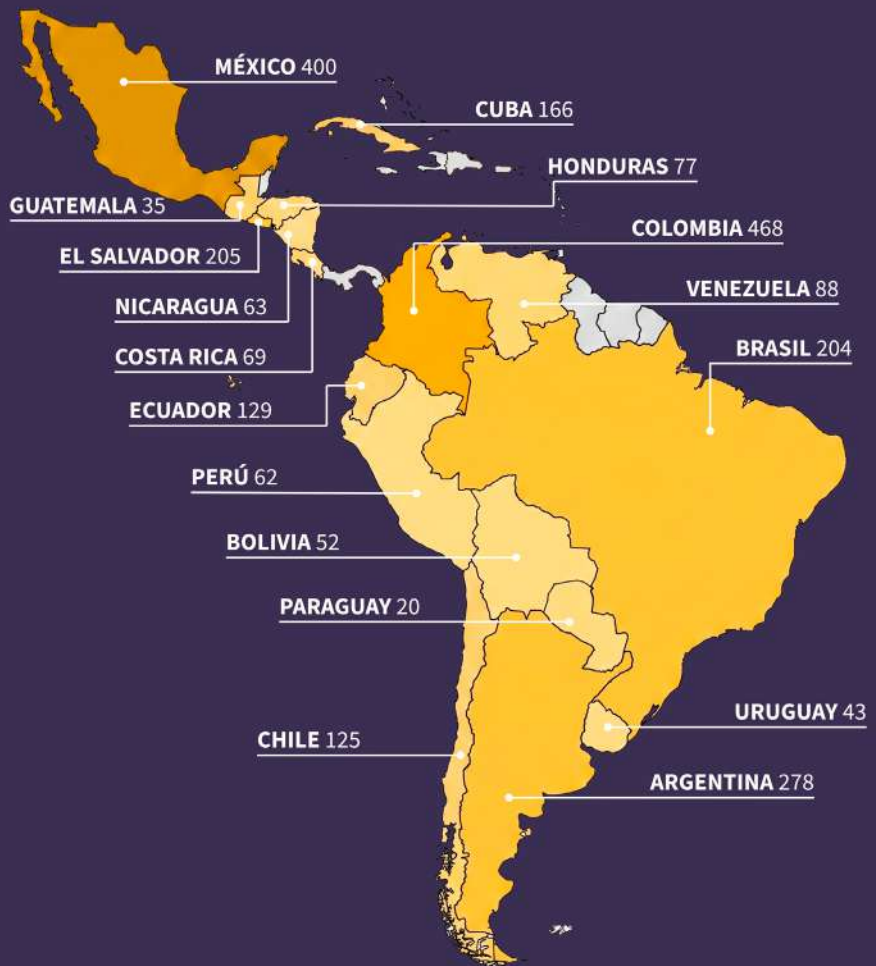 MÉXICO 400
CUBA 166
HONDURAS 77
GUATEMALA 35
COLOMBIA 468
EL SALVADOR 205
VENEZUELA 88
NICARAGUA 63
BRASIL 204
COSTA RICA 69
ECUADOR 129
PERÚ 62
BOLIVIA 52
PARAGUAY 20
URUGUAY 43
CHILE 125
ARGENTINA 278